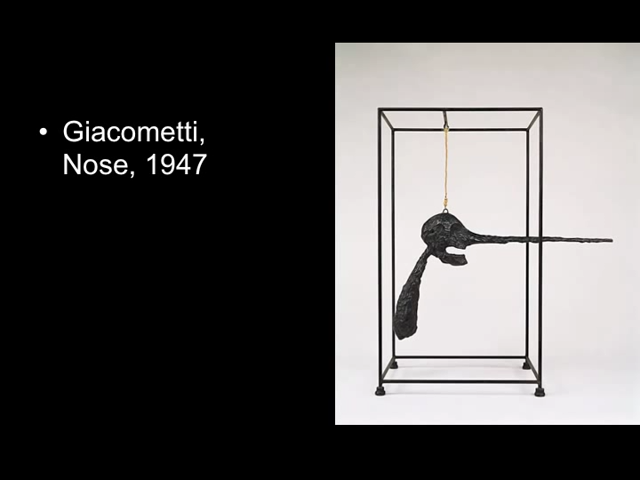 • Giacometti,
Nose, 1947